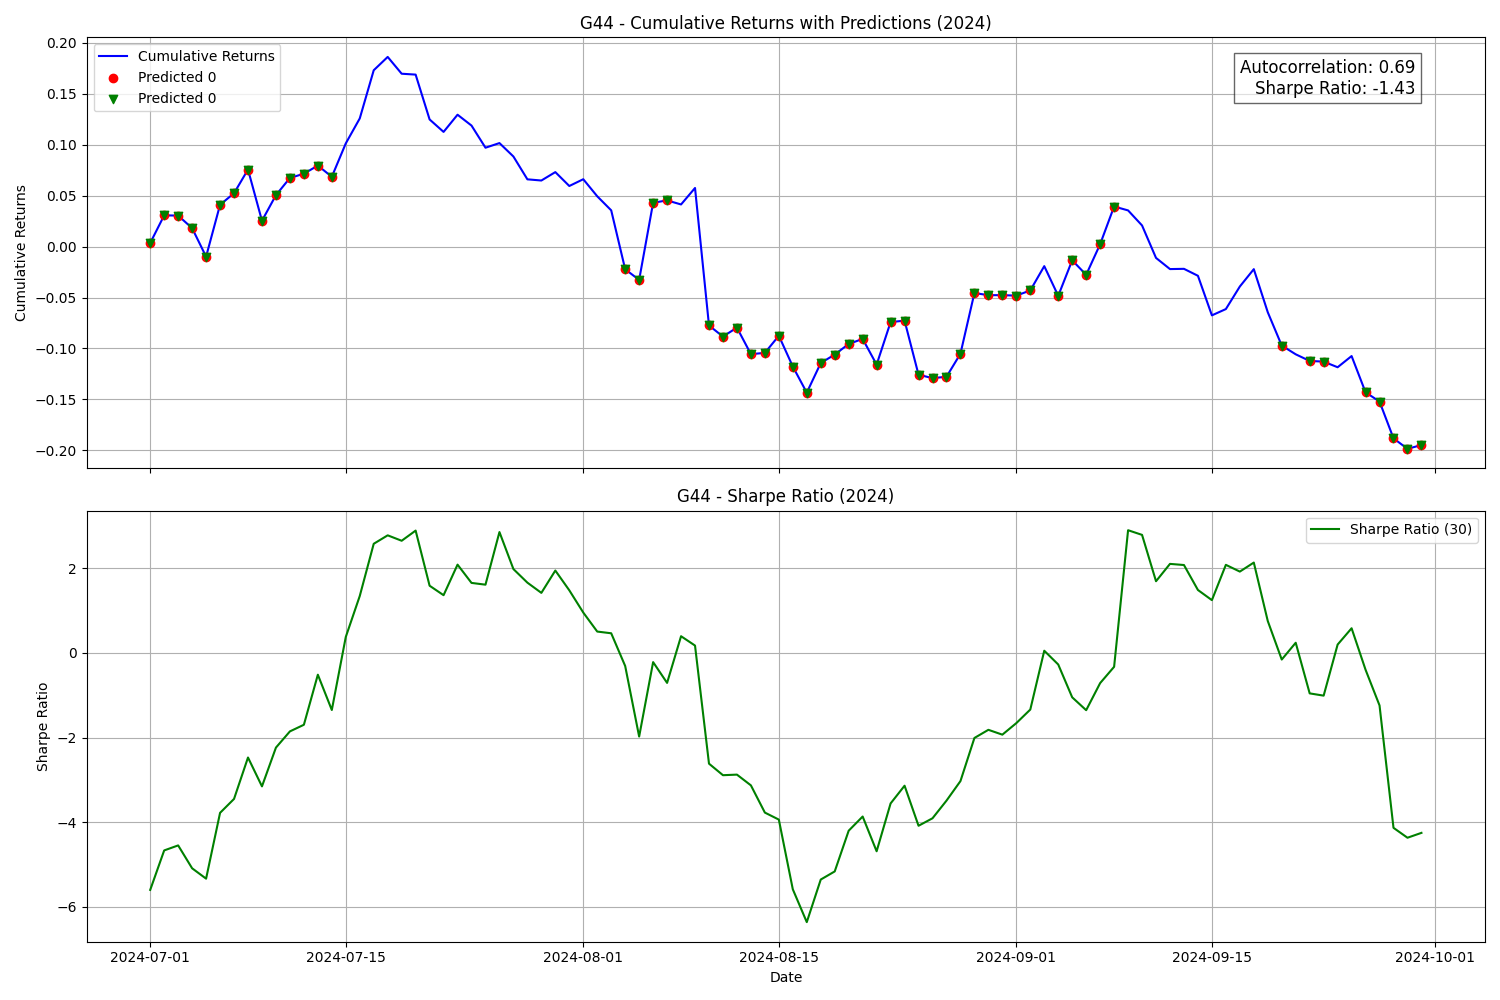 G44 - Cumulative Returns with Predictions (2024)
Cumulative Returns
Predicted 0
Predicted 0
Autocorrelation: 0.69
Sharpe Ratio: -1.43
Cumulative Returns
0.20
0.15
0.10
0.05
0.00
−0.05
−0.10
−0.15
−0.20
G44 - Sharpe Ratio (2024)
Sharpe Ratio (30)
Sharpe Ratio
2
0
−2
−4
−6
2024-07-01 2024-07-15 2024-08-01 2024-08-15 2024-09-01 2024-09-15 2024-10-01
Date